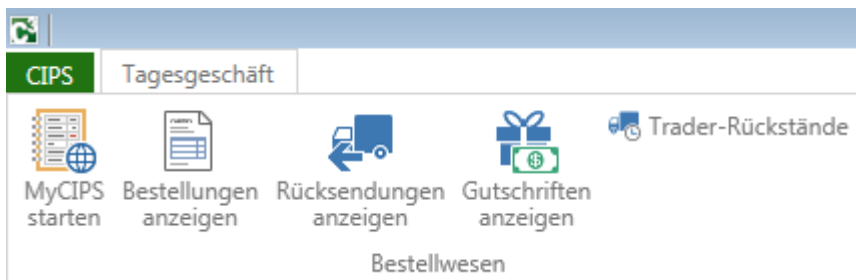 CIPS Tagesgeschäft
MyCIPS
starten
Bestellungen
anzeigen
Rücksendungen
anzeigen
Gutschriften
anzeigen
Trader-Rückstände
Bestellwesen